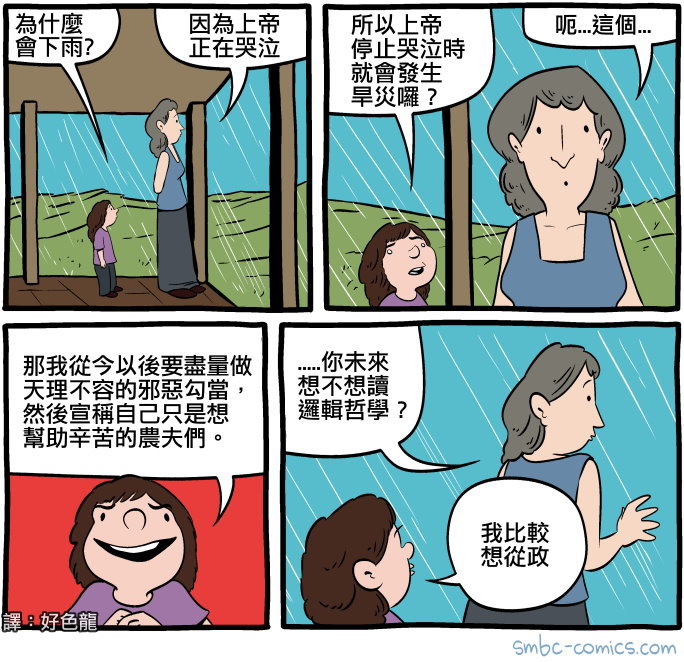 為什麼
會下雨?
因為上帝
正在哭泣
所以上帝
停止哭泣時
就會發生
旱災囉?
呃...這個...
那我從今以後要盡量做
天理不容的邪惡勾當，
然後宣稱自己只是想
幫助辛苦的農夫們。
.....你未來
想不想讀
邏輯哲學?
我比較
想從政
譯：好色龍
smbc-comics.com